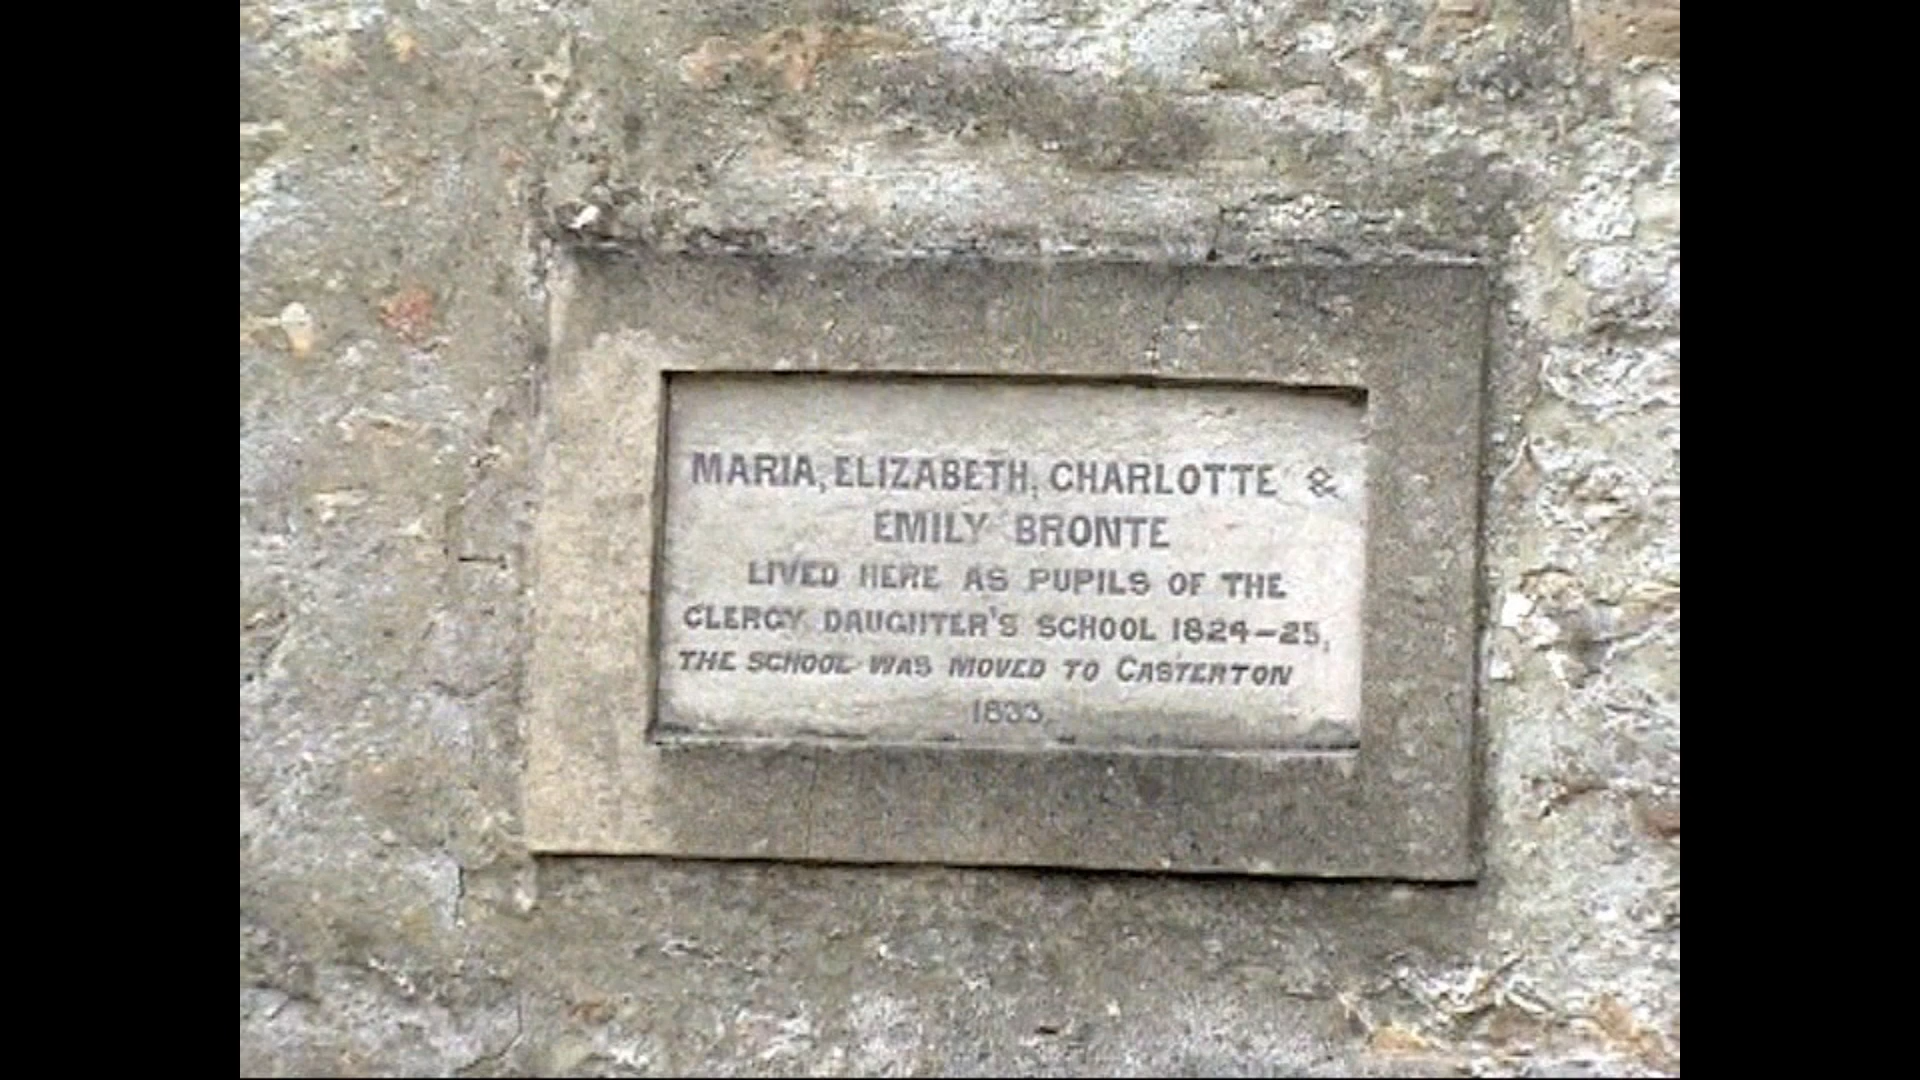 MARIA, ELIZABETH, CHARLOTTE &
EMILY BRONTE
LIVED HERE AS PUPILS OF THE
CLERGY DAUGHTER'S SCHOOL 1824-25,
THE SCHOOL WAS MOVED TO CASTERTON
1833